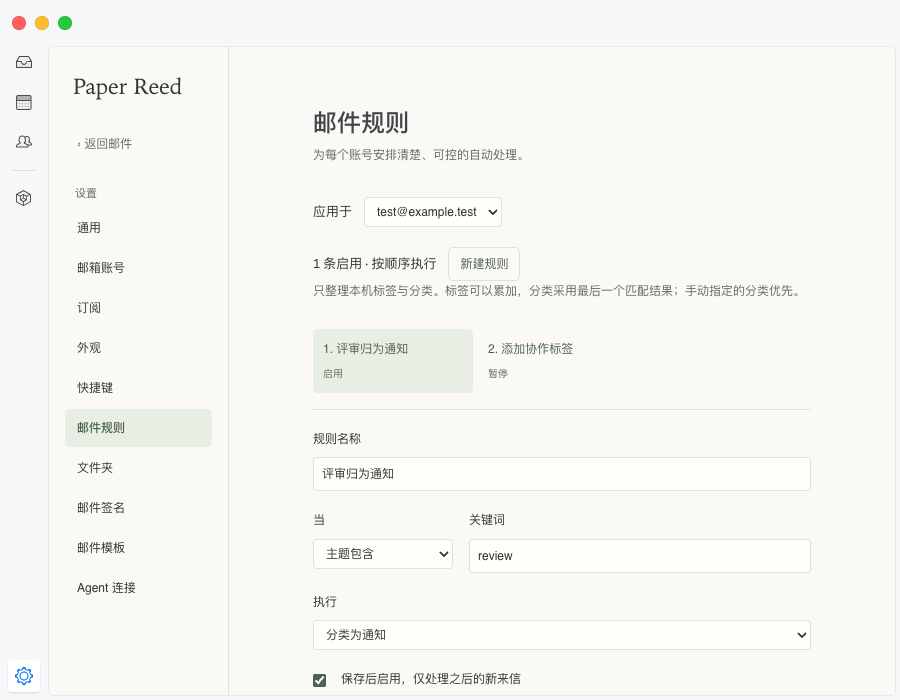 Paper Reed
‹ 返回邮件
设置
通用
邮箱账号
订阅
外观
快捷键
邮件规则
文件夹
邮件签名
邮件模板
Agent 连接
邮件规则
为每个账号安排清楚、可控的自动处理。
应用于 test@example.test
1 条启用 · 按顺序执行 新建规则
只整理本机标签与分类。标签可以累加，分类采用最后一个匹配结果；手动指定的分类优先。
1. 评审归为通知
启用
2. 添加协作标签
暂停
规则名称
评审归为通知
当
主题包含
关键词
review
执行
分类为通知
保存后启用，仅处理之后的新来信